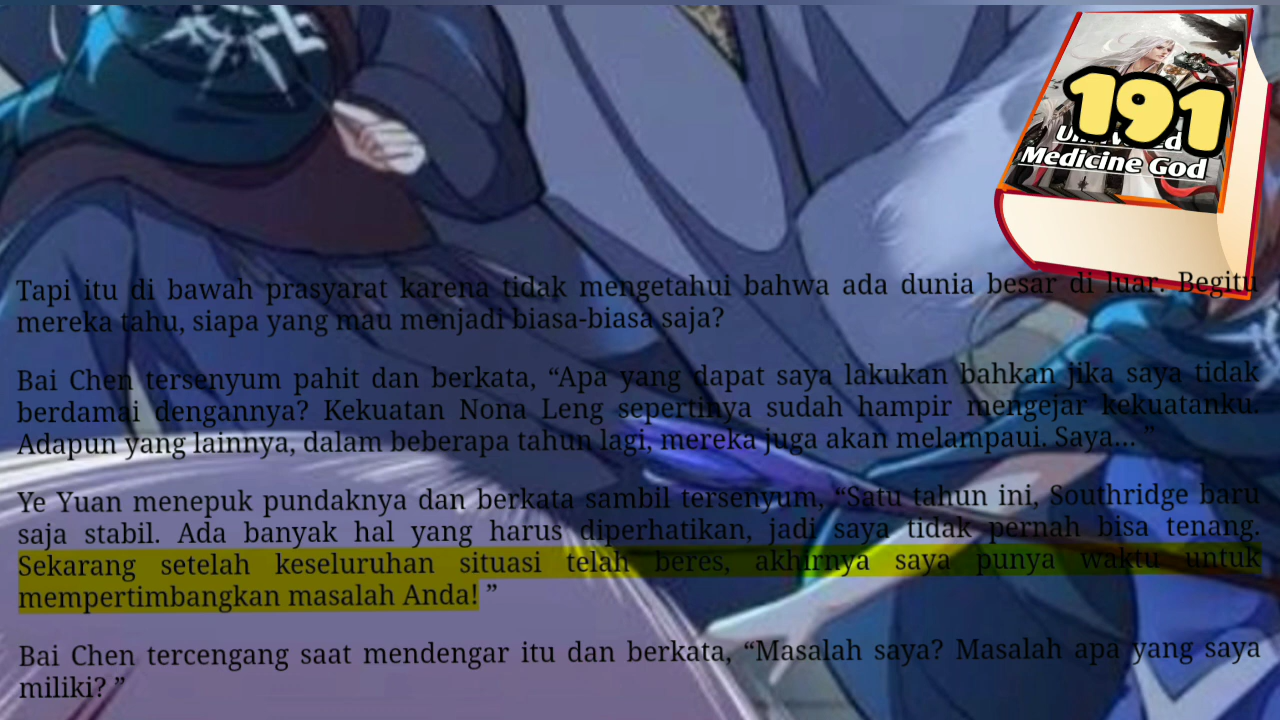 191
Medicine God
Tapi itu di bawah prasyarat karena tidak mengetahui bahwa ada dunia besar di luar. Begitu
mereka tahu, siapa yang mau menjadi biasa-biasa saja?
Bai Chen tersenyum pahit dan berkata, “Apa yang dapat saya lakukan bahkan jika saya tidak
berdamai dengannya? Kekuatan Nona Leng sepertinya sudah hampir mengejar kekuatanku.
Adapun yang lainnya, dalam beberapa tahun lagi, mereka juga akan melampaui. Saya... ”
Ye Yuan menepuk pundaknya dan berkata sambil tersenyum, “Satu tahun ini, Southridge baru
saja stabil. Ada banyak hal yang harus diperhatikan, jadi saya tidak pernah bisa tenang.
Sekarang setelah keseluruhan situasi telah beres, akhirnya saya punya waktu untuk
mempertimbangkan masalah Anda! ”
Bai Chen tercengang saat mendengar itu dan berkata, “Masalah saya? Masalah apa yang saya
miliki? ”